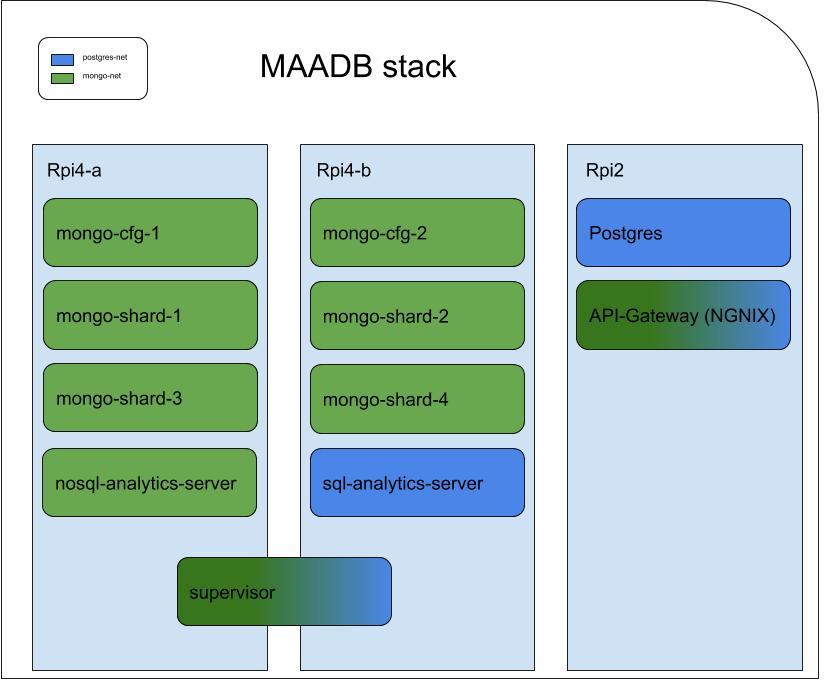 postgres-net
mongo-net
MAADB stack
Rpi4-a
mongo-cfg-1
mongo-shard-1
mongo-shard-3
nosql-analytics-server
Rpi4-b
mongo-cfg-2
mongo-shard-2
mongo-shard-4
sql-analytics-server
supervisor
Rpi2
Postgres
API-Gateway (NGNIX)